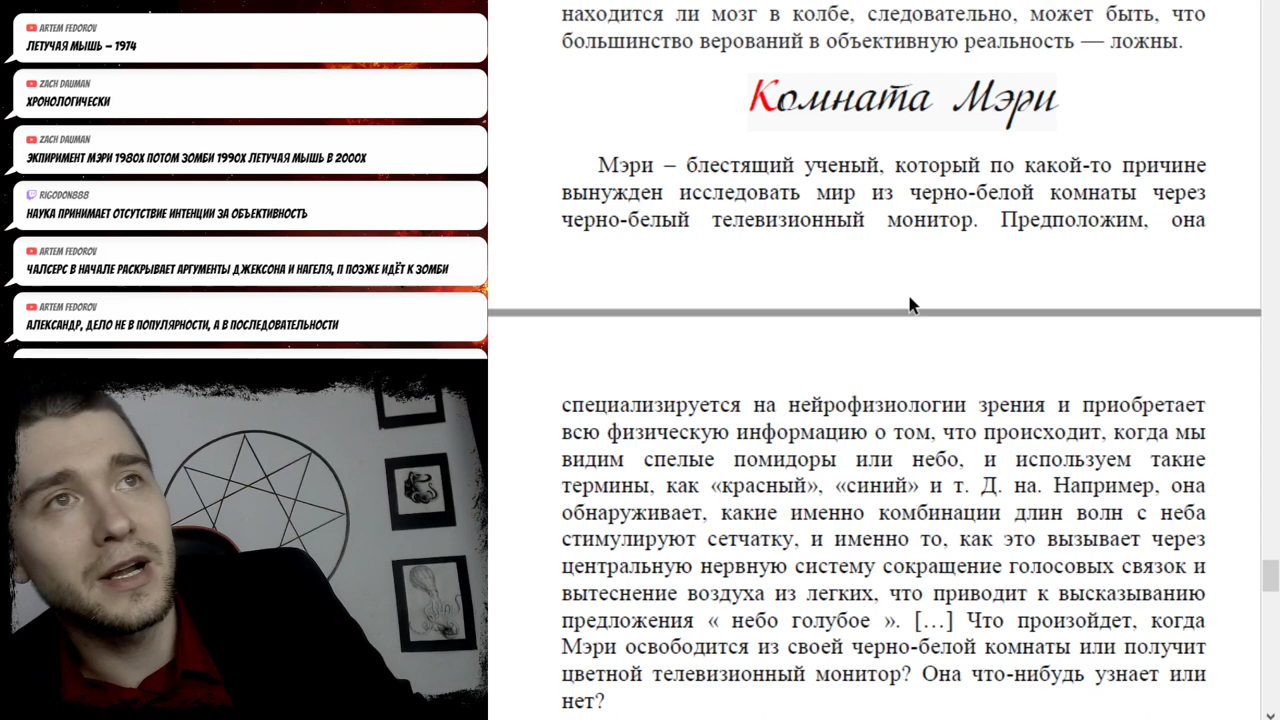 ARTEM FEDOROV
ЛЕТУЧАЯ МЫШЬ – 1974
ZACH DAUMAN
ХРОНОЛОГИЧЕСКИ
ZACH DAUMAN
ЭКПИРИМЕНТ МЭРИ 1980Х ПОТОМ ЗОМБИ 1990Х ЛЕТУЧАЯ МЫШЬ В 2000Х
RIGODON888
НАУКА ПРИНИМАЕТ ОТСУТСТВИЕ ИНТЕНЦИИ ЗА ОБЪЕКТИВНОСТЬ
ARTEM FEDOROV
ЧАЛСЕРС В НАЧАЛЕ РАСКРЫВАЕТ АРГУМЕНТЫ ДЖЕКСОНА И НАГЕЛЯ, П ПОЗЖЕ ИДЁТ К ЗОМБИ
ARTEM FEDOROV
АЛЕКСАНДР, ДЕЛО НЕ В ПОПУЛЯРНОСТИ, А В ПОСЛЕДОВАТЕЛЬНОСТИ
находится ли мозг в колбе, следовательно, может быть, что
большинство верований в объективную реальность — ложны.
Комната Мэри
Мэри – блестящий ученый, который по какой-то причине
вынужден исследовать мир из черно-белой комнаты через
черно-белый телевизионный монитор. Предположим, она
специализируется на нейрофизиологии зрения и приобретает
всю физическую информацию о том, что происходит, когда мы
видим спелые помидоры или небо, и используем такие
термины, как «красный», «синий» и т. Д. на. Например, она
обнаруживает, какие именно комбинации длин волн с неба
стимулируют сетчатку, и именно то, как это вызывает через
центральную нервную систему сокращение голосовых связок и
вытеснение воздуха из легких, что приводит к высказыванию
предложения « небо голубое ». […] Что произойдет, когда
Мэри освободится из своей черно-белой комнаты или получит
цветной телевизионный монитор? Она что-нибудь узнает или
нет?